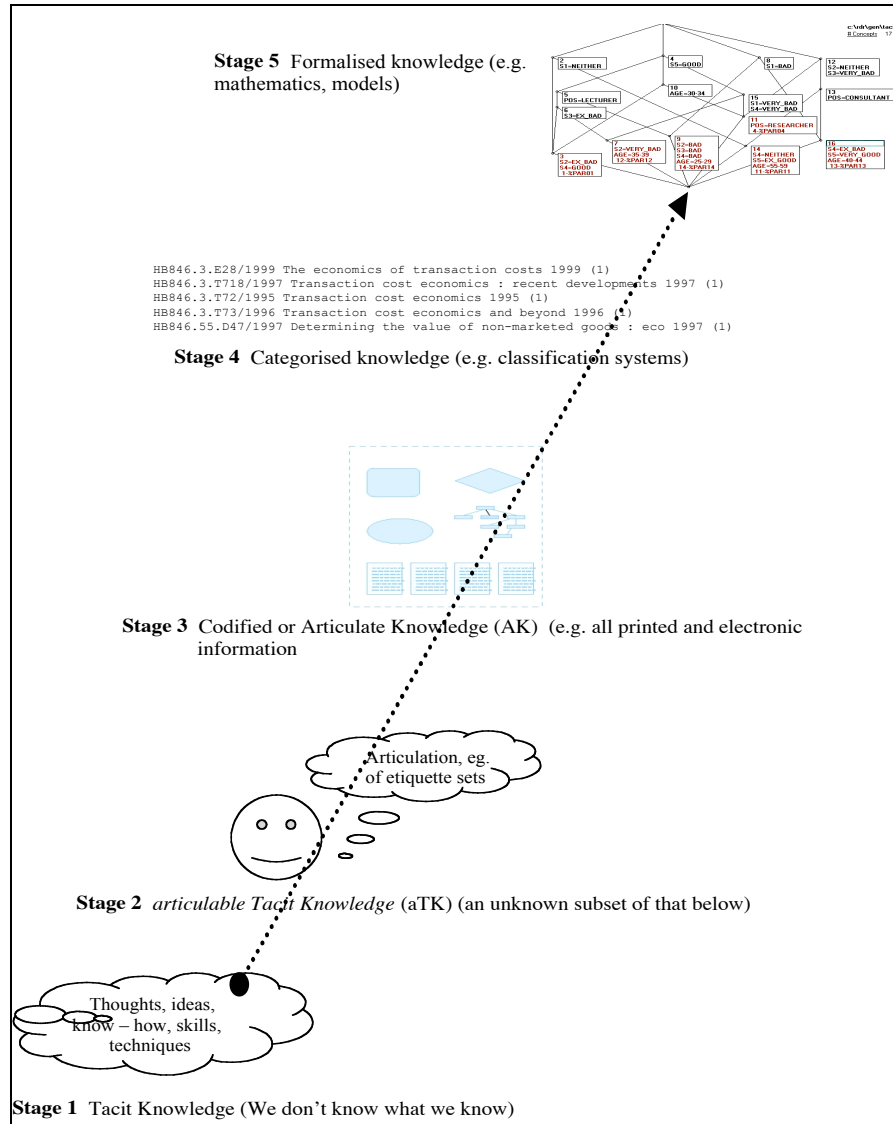 c:\rdr\gen\tac
# Concepts 17
Stage 5 Formalised knowledge (e.g.
mathematics, models)
2
S1=NEITHER
4
S5=GOOD
8
S1=BAD
12
S2=NEITHER
S3=VERY_BAD
5
POS=LECTURER
10
AGE=30-34
15
S1=VERY_BAD
S4=VERY_BAD
13
POS=CONSULTANT
6
S3=EX_BAD
11
POS=RESEARCHER
4-%PAR04
3
S2=EX_BAD
S4=GOOD
1-%PAR01
7
S2=VERY_BAD
AGE=35-39
12-%PAR12
9
S2=BAD
S3=BAD
S4=BAD
AGE=25-29
14-%PAR14
14
S4=NEITHER
S5=EX_GOOD
AGE=55-59
11-%PAR11
16
S4=EX_BAD
S5=VERY_GOOD
AGE=40-44
13-%PAR13
HB846.3.E28/1999 The economics of transaction costs 1999 (1)
HB846.3.T718/1997 Transaction cost economics : recent developments 1997 (1)
HB846.3.T72/1995 Transaction cost economics 1995 (1)
HB846.3.T73/1996 Transaction cost economics and beyond 1996 (1)
HB846.55.D47/1997 Determining the value of non-marketed goods : eco 1997 (1)
Stage 4 Categorised knowledge (e.g. classification systems)
Stage 3 Codified or Articulate Knowledge (AK) (e.g. all printed and electronic
information
Articulation, eg.
of etiquette sets
Stage 2 articulable Tacit Knowledge (aTK) (an unknown subset of that below)
Thoughts, ideas,
know – how, skills,
techniques
Stage 1 Tacit Knowledge (We don't know what we know)